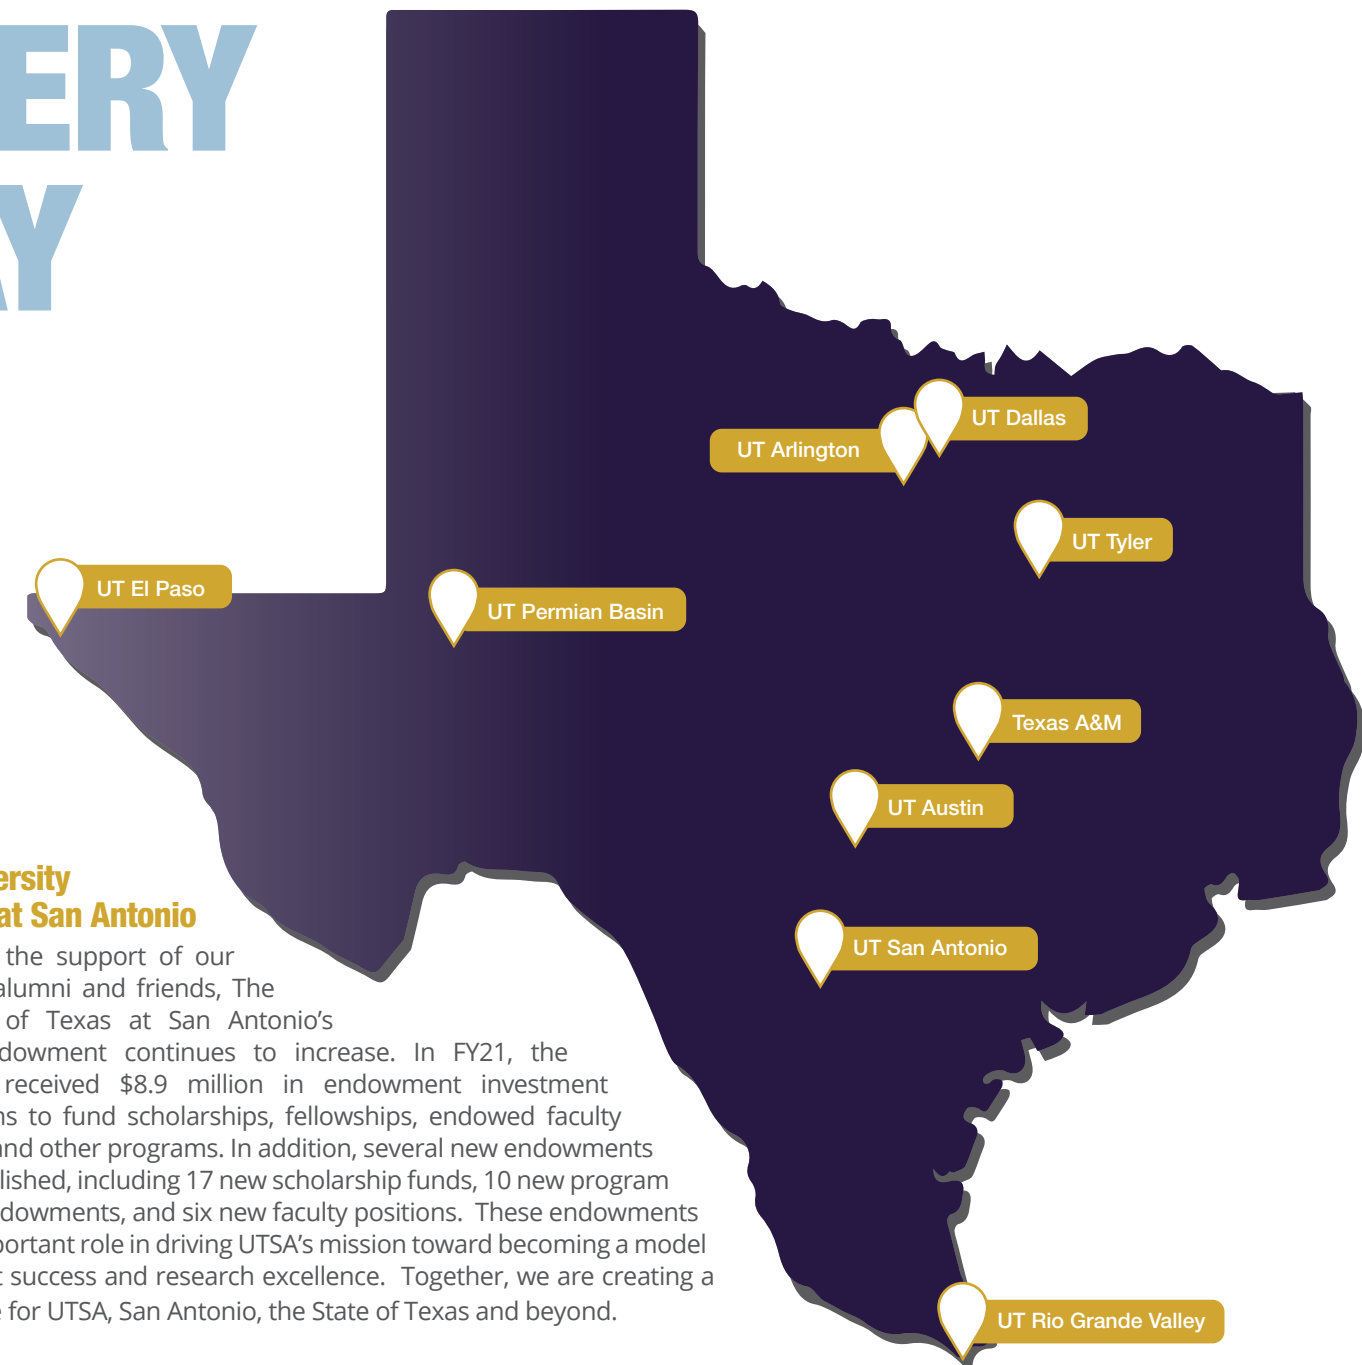 ERY
AY
UT Dallas
UT Arlington
UT Tyler
UT El Paso
UT Permian Basin
Texas A&M
UT Austin
UT San Antonio
UT Rio Grande Valley
ersity
at San Antonio
the support of our
alumni and friends, The
of Texas at San Antonio’s
dowment continues to increase. In FY21, the
received $8.9 million in endowment investment
ns to fund scholarships, fellowships, endowed faculty
and other programs. In addition, several new endowments
lished, including 17 new scholarship funds, 10 new program
dowments, and six new faculty positions. These endowments
portant role in driving UTSA’s mission toward becoming a model
t success and research excellence. Together, we are creating a
e for UTSA, San Antonio, the State of Texas and beyond.